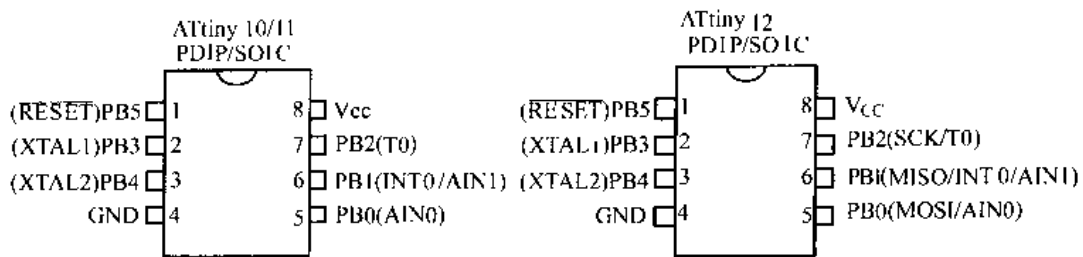 ATtiny 10/11
PDIP/SOIC
(RESET)PB5 1
8 Vcc
(XTAL1)PB3 2
7 PB2(T0)
(XTAL2)PB4 3
6 PB1(INT0/AIN1)
GND 4
5 PB0(AIN0)
ATtiny 12
PDIP/SOIC
(RESET)PB5 1
8 VCC
(XTAL1)PB3 2
7 PB2(SCK/T0)
(XTAL2)PB4 3
6 PB1(MISO/INT0/AIN1)
GND 4
5 PB0(MOSI/AIN0)